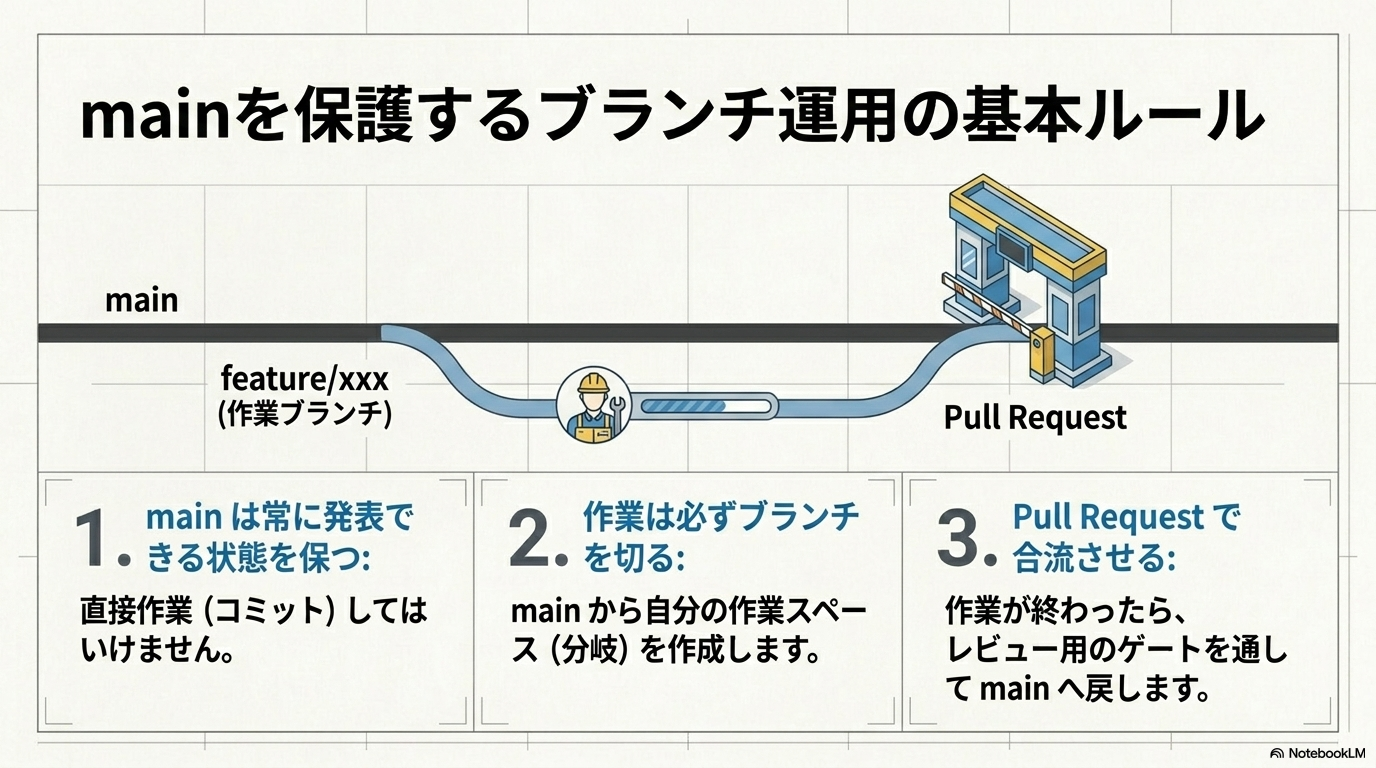 mainを保護するブランチ運用の基本ルール
main
feature/xxx
(作業ブランチ)
Pull Request
1. main は常に発表で
きる状態を保つ:
直接作業 (コミット) しては
いけません。
2. 作業は必ずブランチ
を切る:
main から自分の作業スペー
ス (分岐) を作成します。
3. Pull Request で
合流させる:
作業が終わったら、
レビュー用のゲートを通し
て main へ戻します。
NotebookLM